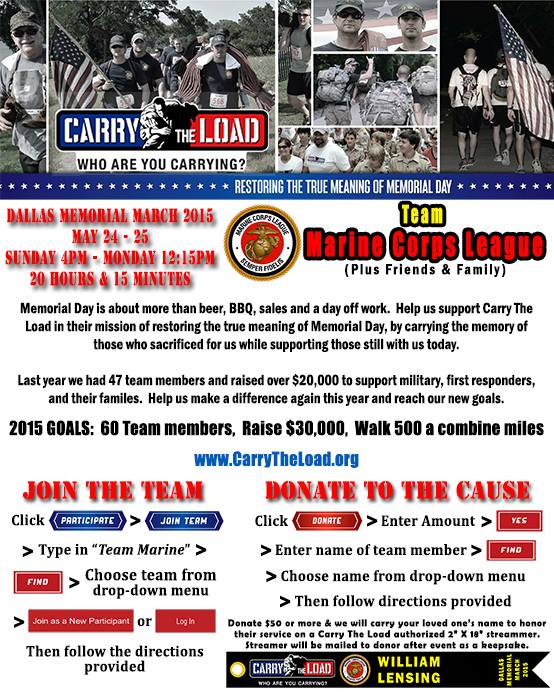 CARRY THE LOAD
WHO ARE YOU CARRYING?
RESTORING THE TRUE MEANING OF MEMORIAL DAY
DALLAS MEMORIAL MARCH 2015
MAY 24 - 25
SUNDAY 4PM - MONDAY 12:15PM
20 HOURS & 15 MINUTES
MARINE CORPS LEAGUE
SEMPER FIDELIS
Team
Marine Corps League
(Plus Friends & Family)
Memorial Day is about more than beer, BBQ, sales and a day off work. Help us support Carry The
Load in their mission of restoring the true meaning of Memorial Day, by carrying the memory of
those who sacrificed for us while supporting those still with us today.
Last year we had 47 team members and raised over $20,000 to support military, first responders,
and their familes. Help us make a difference again this year and reach our new goals.
2015 GOALS: 60 Team members, Raise $30,000, Walk 500 a combine miles
www.CarryTheLoad.org
JOIN THE TEAM
Click PARTICIPATE > JOIN TEAM
> Type in “Team Marine” >
FIND > Choose team from
drop-down menu
> Join as a New Participant or Log In
Then follow the directions
provided
DONATE TO THE CAUSE
Click DONATE > Enter Amount > YES
> Enter name of team member > FIND
> Choose name from drop-down menu
> Then follow directions provided
Donate $50 or more & we will carry your loved one's name to honor
their service on a Carry The Load authorized 2" X 18" streammer.
Streamer will be mailed to donor after event as a keepsake.
CARRY THE LOAD
WHO ARE YOU CARRYING?
WILLIAM
LENSING
DALLAS
MEMORIAL
MARCH
2015